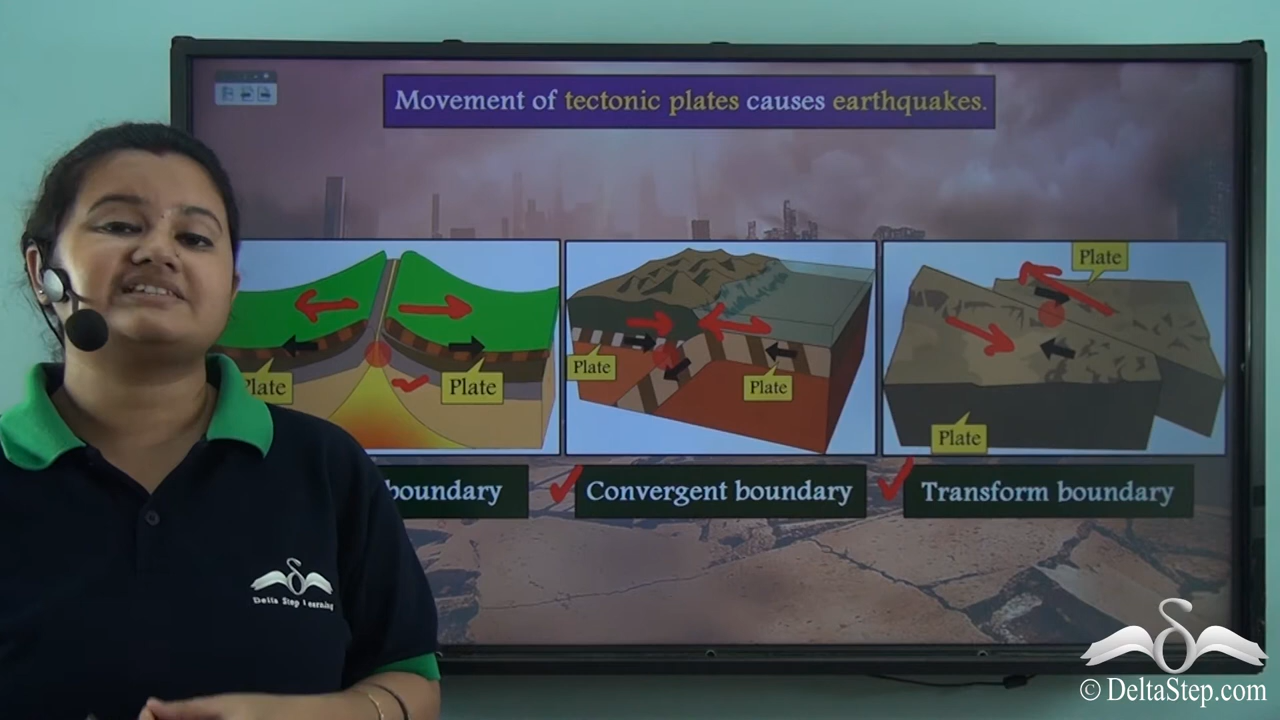 Movement of tectonic plates causes earthquakes.
Plate
Plate
Plate
Plate
Plate
Plate
boundary
Convergent boundary
Transform boundary
Delta Step Learning
© DeltaStep.com